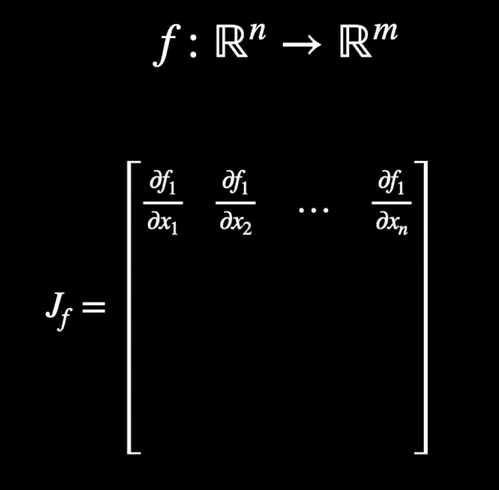 f : ℝⁿ → ℝᵐ
J_f = [ ∂f₁/∂x₁ ∂f₁/∂x₂ … ∂f₁/∂xₙ ]